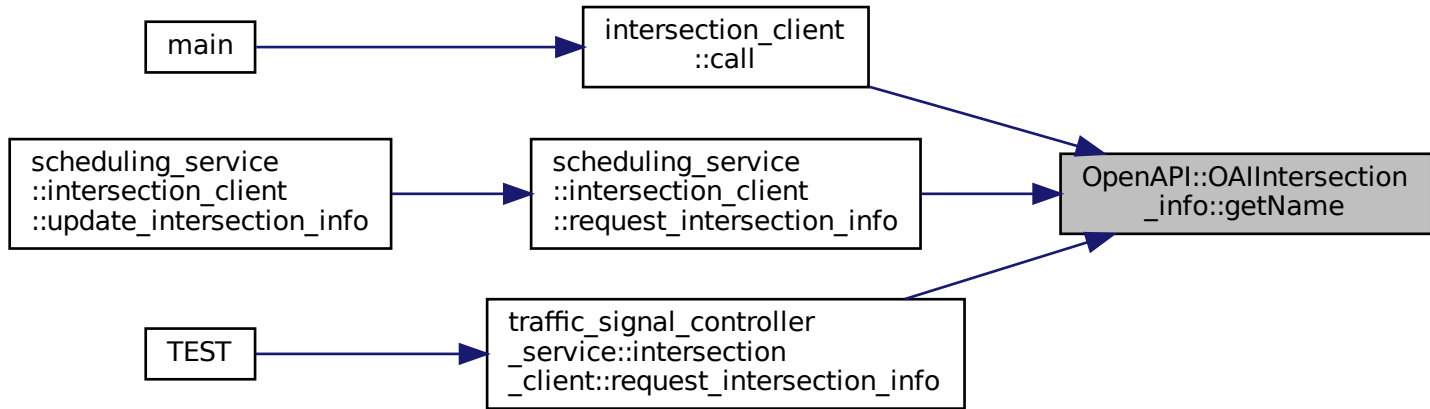 main
intersection_client
::call
scheduling_service
::intersection_client
::update_intersection_info
scheduling_service
::intersection_client
::request_intersection_info
OpenAPI::OAIIntersection
_info::getName
TEST
traffic_signal_controller
_service::intersection
_client::request_intersection_info